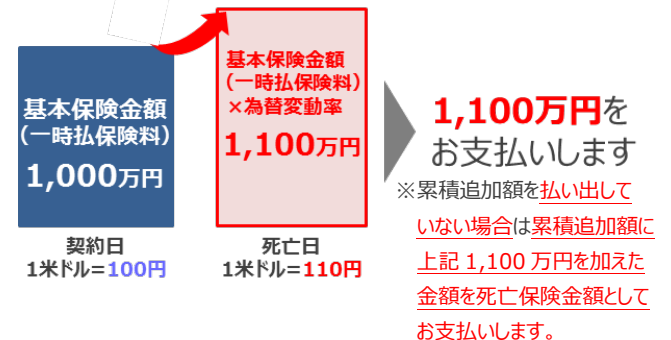 基本保険金額
（一時払保険料）
1,000万円
契約日
1米ドル=100円
基本保険金額
（一時払保険料）
×為替変動率
1,100万円
死亡日
1米ドル=110円
1,100万円を
お支払いします
※累積追加額を払い出して
いない場合は累積追加額に
上記 1,100 万円を加えた
金額を死亡保険金額として
お支払いします。